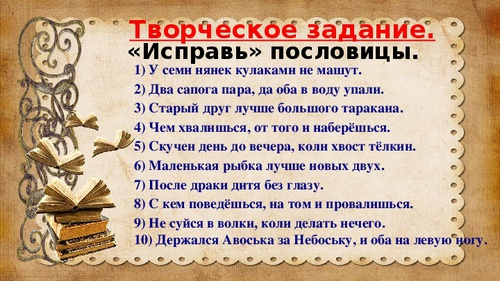 Творческое задание.
«Исправь» пословицы.
1) У семи нянек кулаками не машут.
2) Два сапога пара, да оба в воду упали.
3) Старый друг лучше большого таракана.
4) Чем хвалишься, от того и наберёшься.
5) Скучен день до вечера, коли хвост тёлкин.
6) Маленькая рыбка лучше новых двух.
7) После драки дитя без глазу.
8) С кем поведёшься, на том и провалишься.
9) Не суйся в волки, коли делать нечего.
10) Держался Авоська за Небоську, и оба на левую ногу.